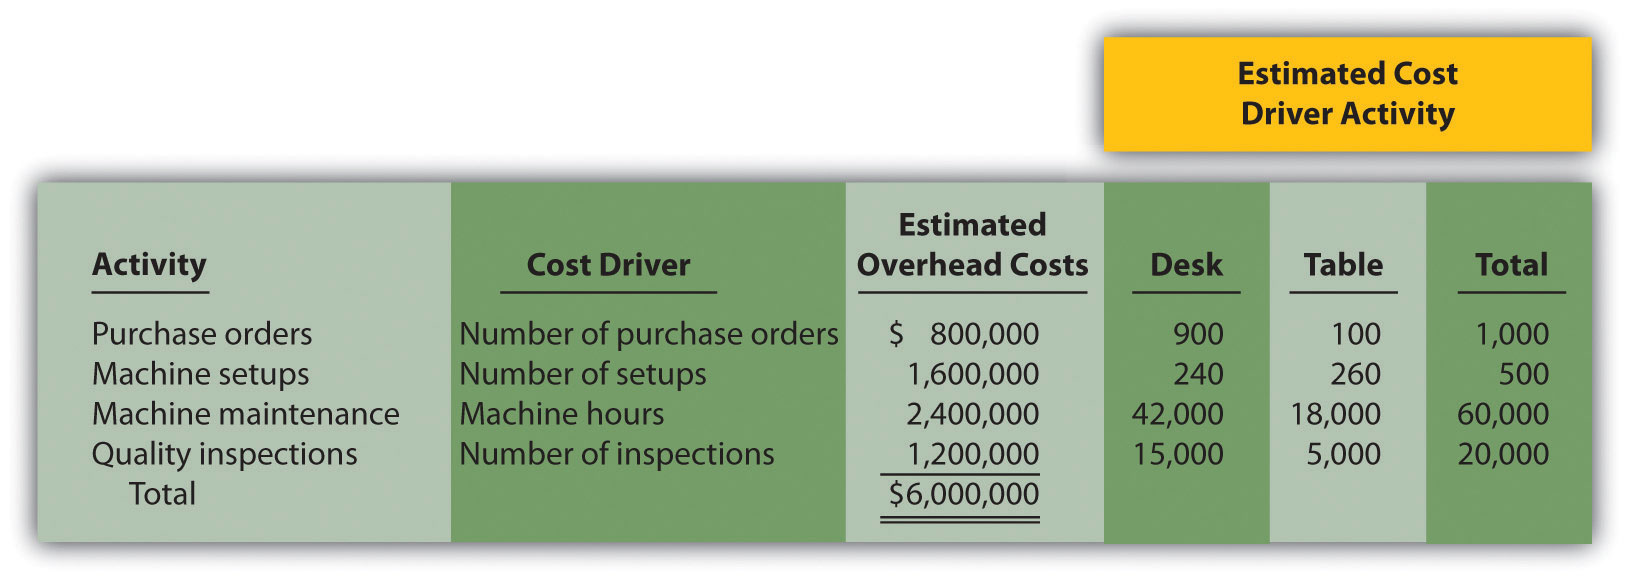 Estimated Cost
Driver Activity
Estimated
Activity Cost Driver Overhead Costs Desk Table Total
Purchase orders Number of purchase orders $ 800,000 900 100 1,000
Machine setups Number of setups 1,600,000 240 260 500
Machine maintenance Machine hours 2,400,000 42,000 18,000 60,000
Quality inspections Number of inspections 1,200,000 15,000 5,000 20,000
Total $6,000,000